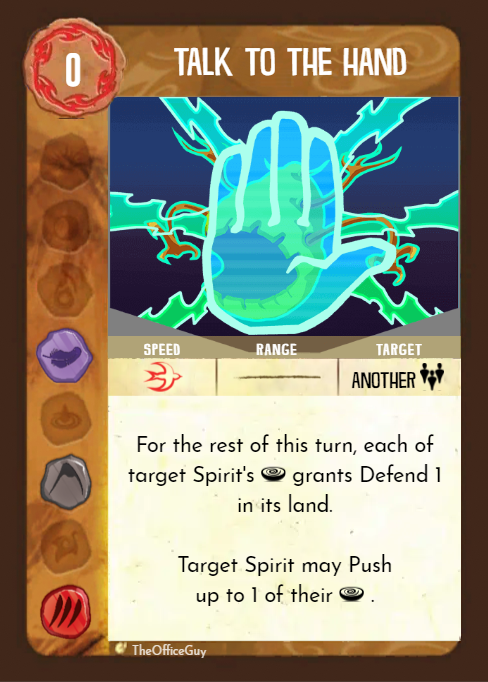 0
TALK TO THE HAND
SPEED RANGE TARGET
ANOTHER
For the rest of this turn, each of
target Spirit's grants Defend 1
in its land.
Target Spirit may Push
up to 1 of their .
TheOfficeGuy